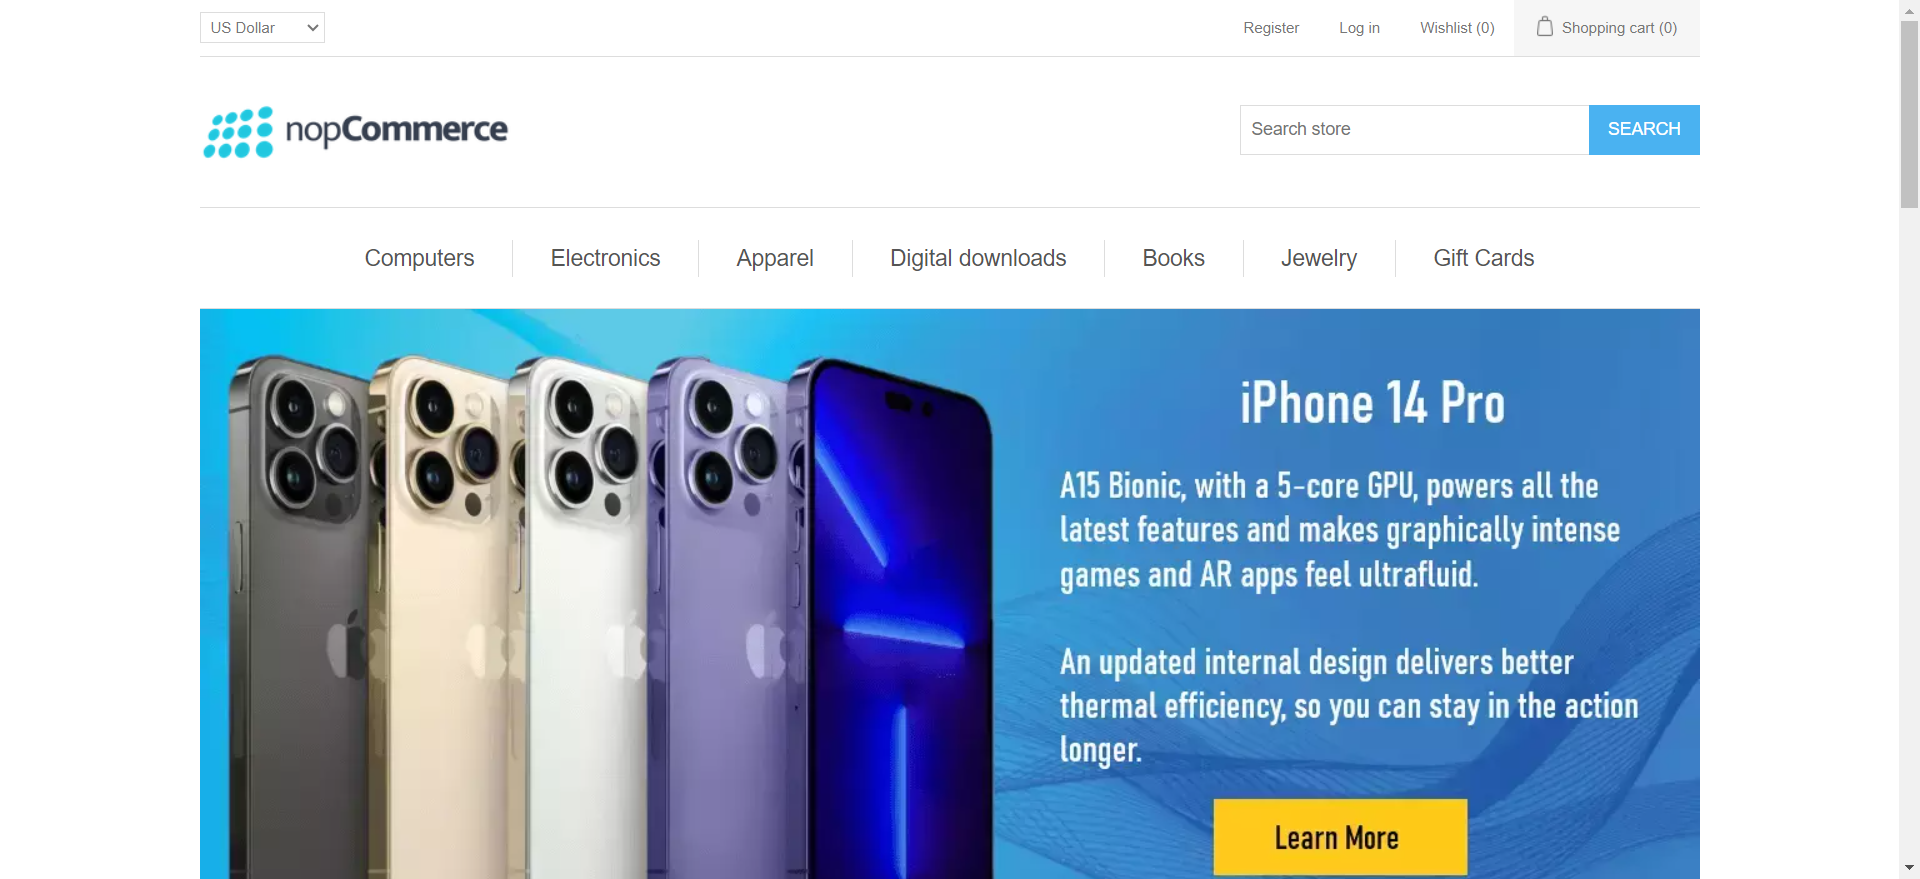 US Dollar
Register
Log in
Wishlist (0)
Shopping cart (0)
nopCommerce
Search store
SEARCH
Computers
Electronics
Apparel
Digital downloads
Books
Jewelry
Gift Cards
iPhone 14 Pro
A15 Bionic, with a 5-core GPU, powers all the
latest features and makes graphically intense
games and AR apps feel ultrafluid.
An updated internal design delivers better
thermal efficiency, so you can stay in the action
longer.
Learn More